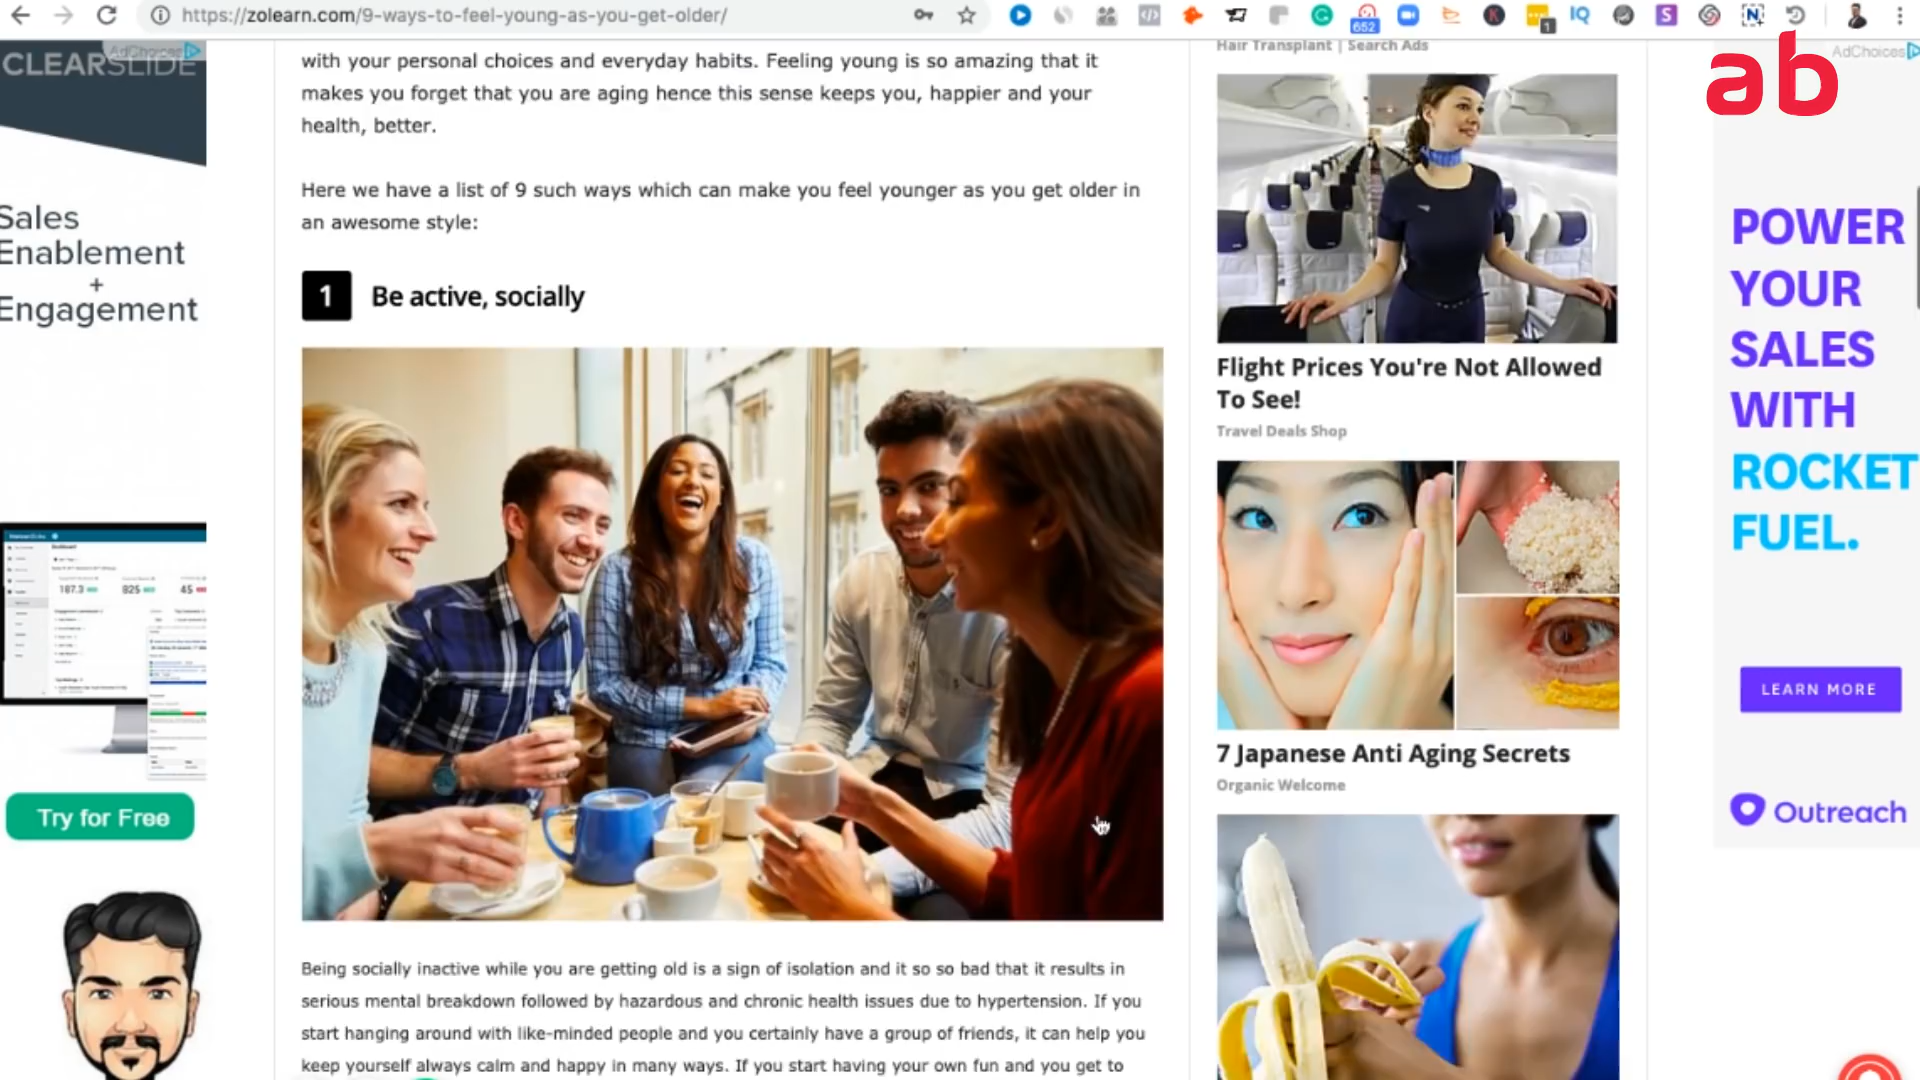 https://zolearn.com/9-ways-to-feel-young-as-you-get-older/
652
1
IQ
AdChoices
CLEARSLIDE
Sales
Enablement
+
Engagement
187.3
825
45
Try for Free
with your personal choices and everyday habits. Feeling young is so amazing that it
makes you forget that you are aging hence this sense keeps you, happier and your
health, better.
Here we have a list of 9 such ways which can make you feel younger as you get older in
an awesome style:
1 Be active, socially
Being socially inactive while you are getting old is a sign of isolation and it so so bad that it results in
serious mental breakdown followed by hazardous and chronic health issues due to hypertension. If you
start hanging around with like-minded people and you certainly have a group of friends, it can help you
keep yourself always calm and happy in many ways. If you start having your own fun and you get to
Hair Transplant | Search Ads
Flight Prices You're Not Allowed
To See!
Travel Deals Shop
7 Japanese Anti Aging Secrets
Organic Welcome
ab
AdChoices
POWER
YOUR
SALES
WITH
ROCKET
FUEL.
LEARN MORE
Outreach